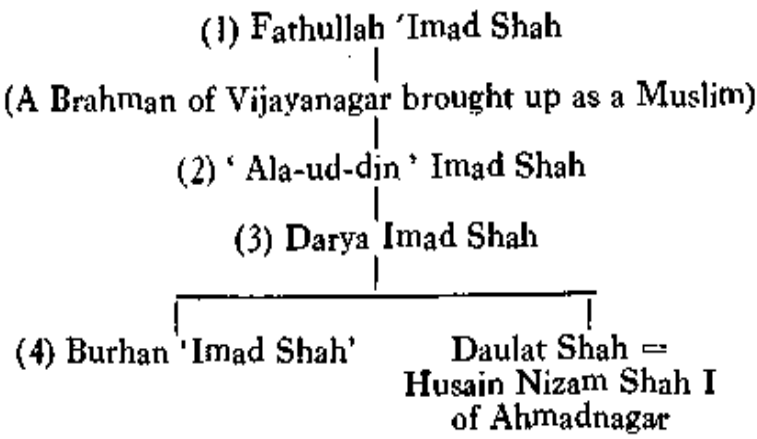 (1) Fathullah 'Imad Shah
(A Brahman of Vijayanagar brought up as a Muslim)
(2) ‘ Ala-ud-din ’ Imad Shah
(3) Darya Imad Shah
(4) Burhan 'Imad Shah’
Daulat Shah =
Husain Nizam Shah I
of Ahmadnagar